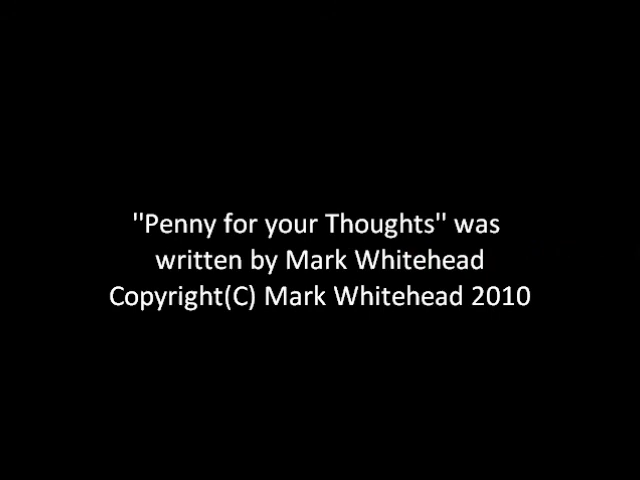 "Penny for your Thoughts" was
written by Mark Whitehead
Copyright(C) Mark Whitehead 2010